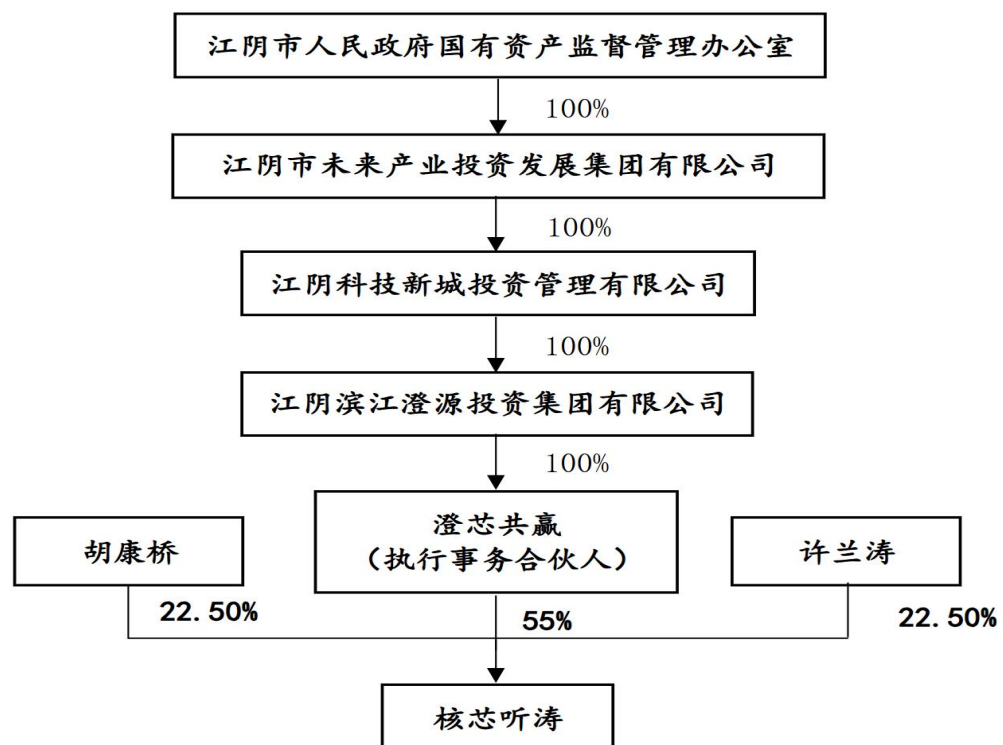 江阴市人民政府国有资产监督管理办公室
100%
江阴市未来产业投资发展集团有限公司
100%
江阴科技新城投资管理有限公司
100%
江阴滨江澄源投资集团有限公司
100%
胡康桥
澄芯共赢
（执行事务合伙人）
许兰涛
22.50%
55%
22.50%
核芯听涛